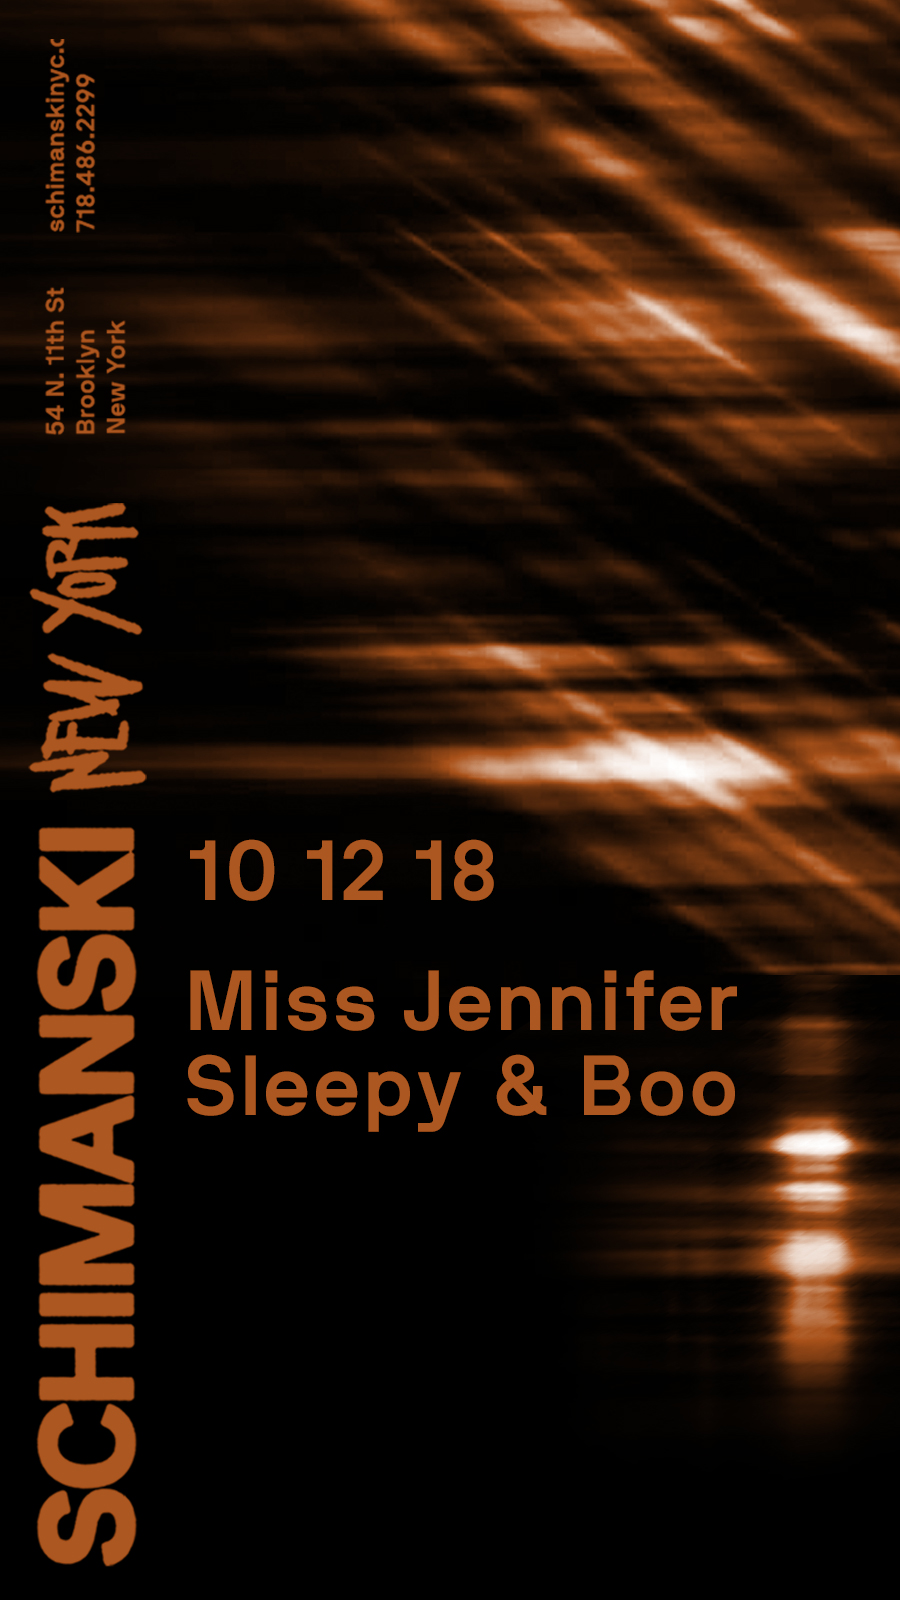 SCHIMANSKI NEW YORK
54 N. 11th St
Brooklyn
New York
schimanskinyc.c
718.486.2299
10 12 18
Miss Jennifer
Sleepy & Boo